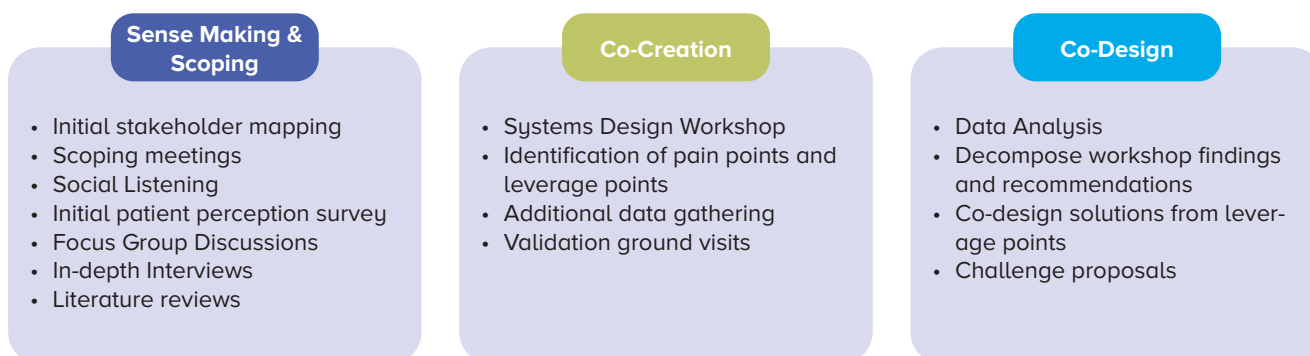 Sense Making &
Scoping
• Initial stakeholder mapping
• Scoping meetings
• Social Listening
• Initial patient perception survey
• Focus Group Discussions
• In-depth Interviews
• Literature reviews
Co-Creation
• Systems Design Workshop
• Identification of pain points and
leverage points
• Additional data gathering
• Validation ground visits
Co-Design
• Data Analysis
• Decompose workshop findings
and recommendations
• Co-design solutions from lever-
age points
• Challenge proposals